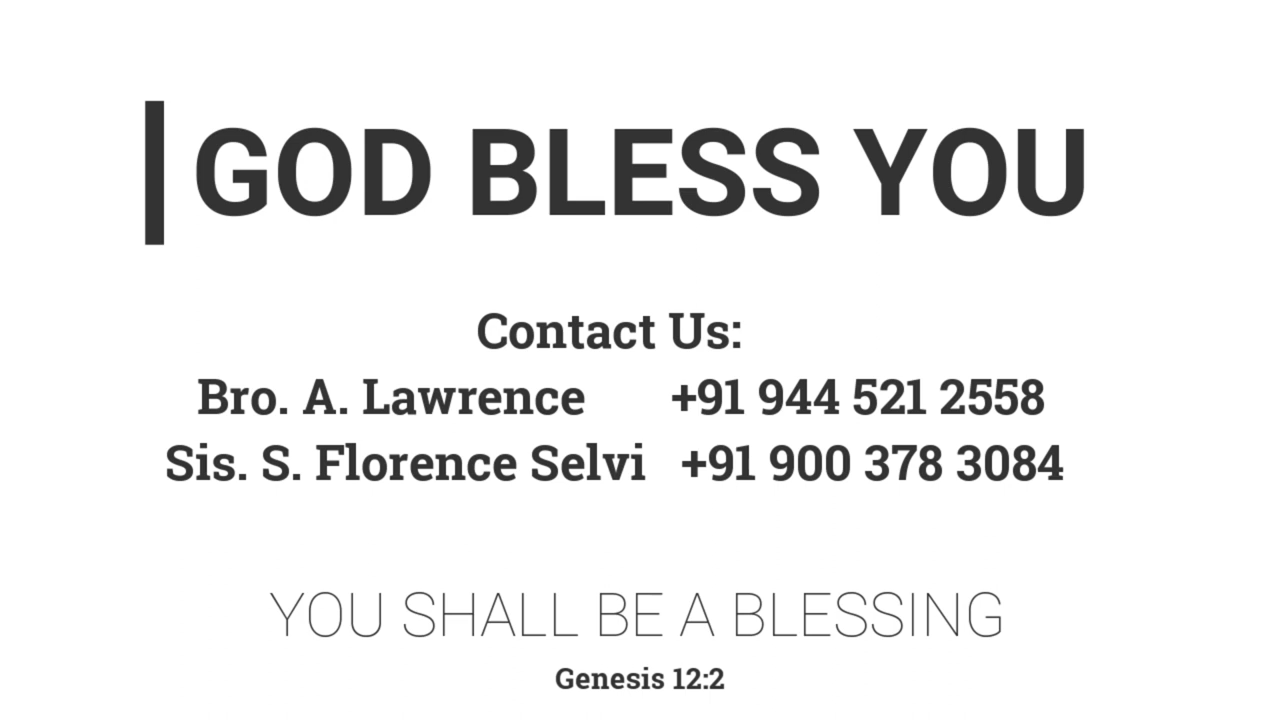 GOD BLESS YOU
Contact Us:
Bro. A. Lawrence +91 944 521 2558
Sis. S. Florence Selvi +91 900 378 3084
YOU SHALL BE A BLESSING
Genesis 12:2